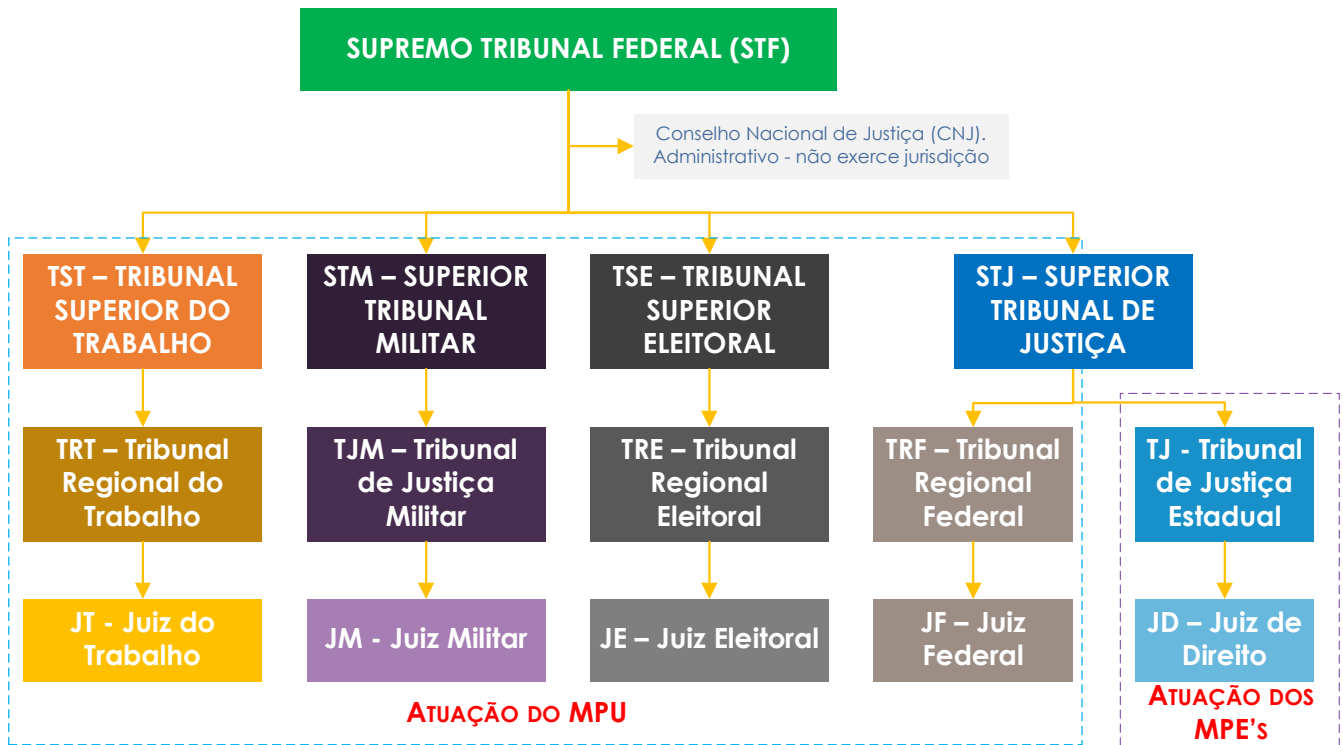 SUPREMO TRIBUNAL FEDERAL (STF)
Conselho Nacional de Justiça (CNJ).
Administrativo - não exerce jurisdição
TST – TRIBUNAL
SUPERIOR DO
TRABALHO
STM – SUPERIOR
TRIBUNAL
MILITAR
TSE – TRIBUNAL
SUPERIOR
ELEITORAL
STJ – SUPERIOR
TRIBUNAL DE
JUSTIÇA
TRT – Tribunal
Regional do
Trabalho
TJM – Tribunal
de Justiça
Militar
TRE – Tribunal
Regional
Eleitoral
TRF – Tribunal
Regional
Federal
TJ - Tribunal
de Justiça
Estadual
JT - Juiz do
Trabalho
JM - Juiz Militar
JE – Juiz Eleitoral
JF – Juiz
Federal
JD – Juiz de
Direito
ATUAÇÃO DO MPU
ATUAÇÃO DOS
MPE's